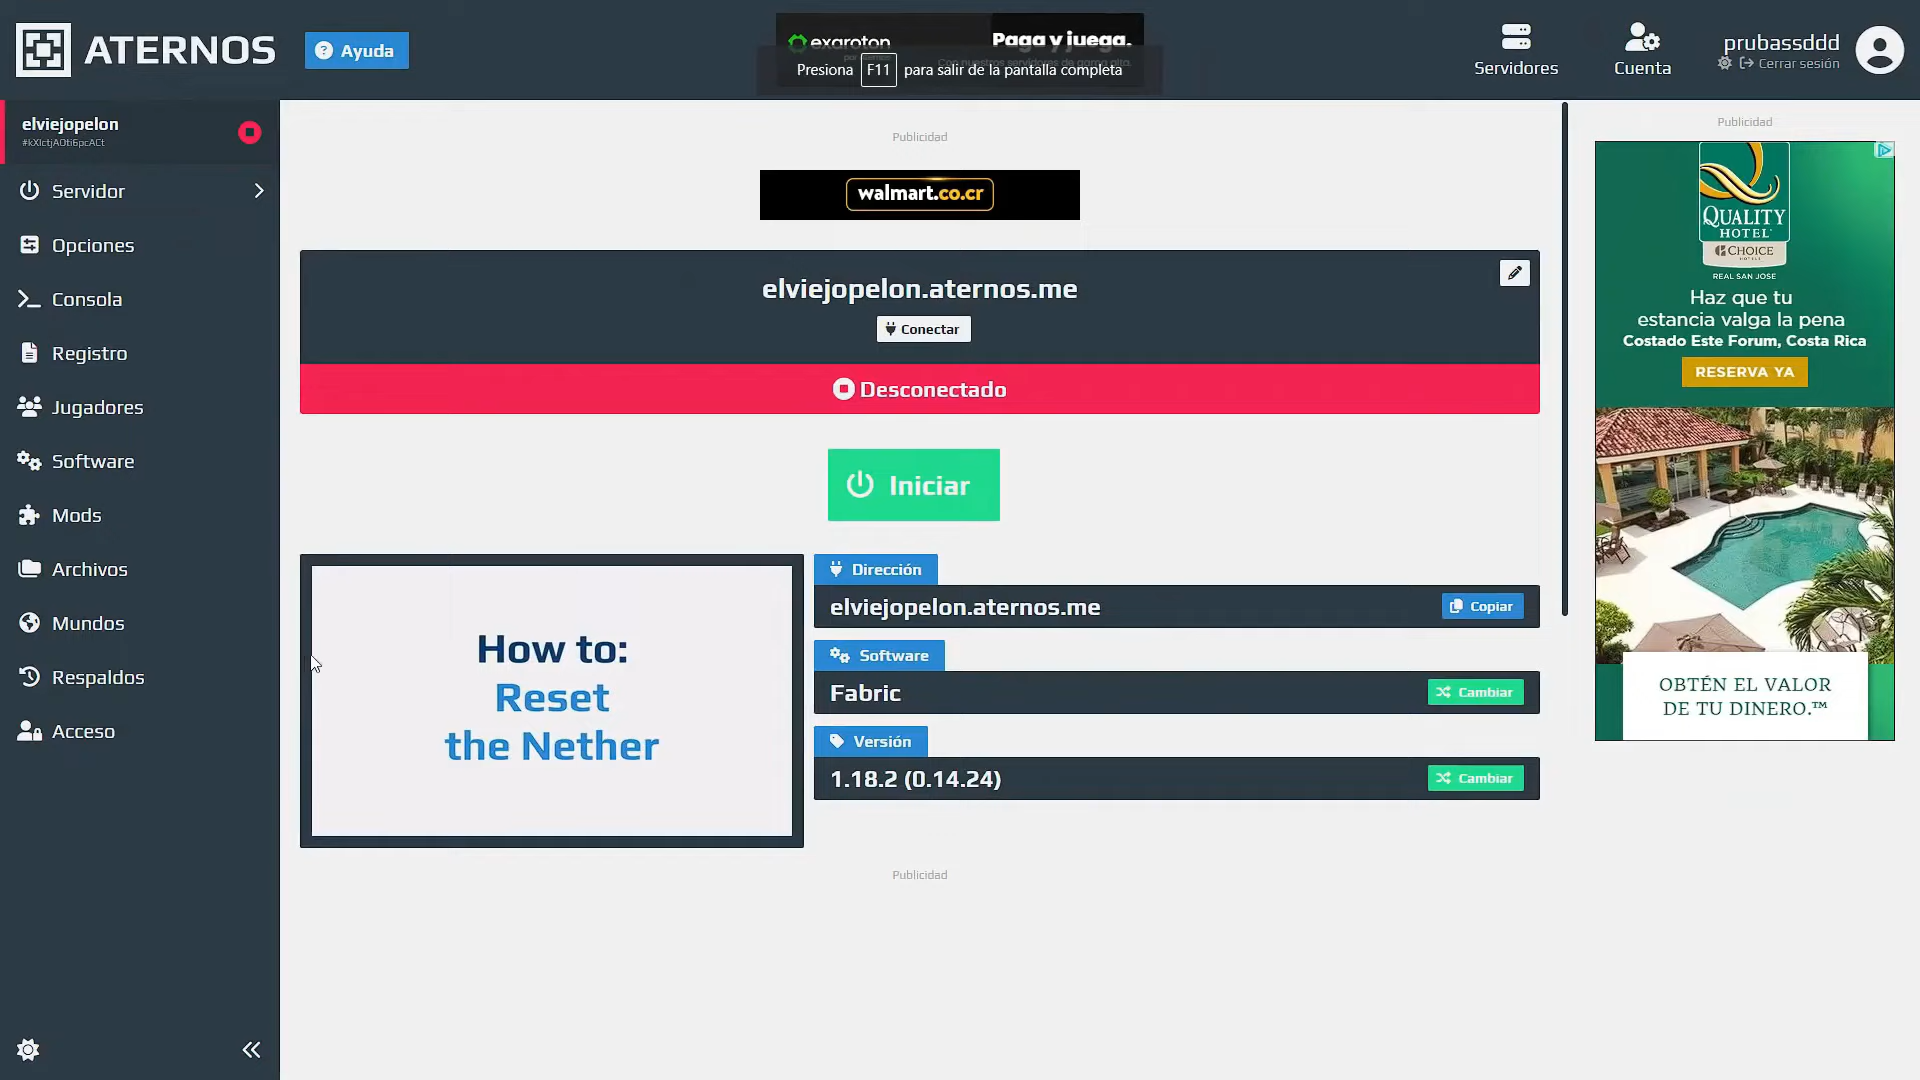 ATERNOS
Ayuda
exaroton
Paga y juega.
Presiona F11 para salir de la pantalla completa
Servidores
Cuenta
prubassddd
Cerrar sesión
elviejopelon
Servidor
Opciones
Consola
Registro
Jugadores
Software
Mods
Archivos
Mundos
Respaldos
Acceso
Publicidad
walmart.co.cr
elviejopelon.aternos.me
Conectar
Desconectado
Iniciar
How to:
Reset
the Nether
Dirección
elviejopelon.aternos.me
Copiar
Software
Fabric
Cambiar
Versión
1.18.2 (0.14.24)
Cambiar
Publicidad
Publicidad
QUALITY
HOTEL
CHOICE
HOTELS
REAL SAN JOSE
Haz que tu
estancia valga la pena
Costado Este Forum, Costa Rica
RESERVA YA
OBTÉN EL VALOR
DE TU DINERO.™